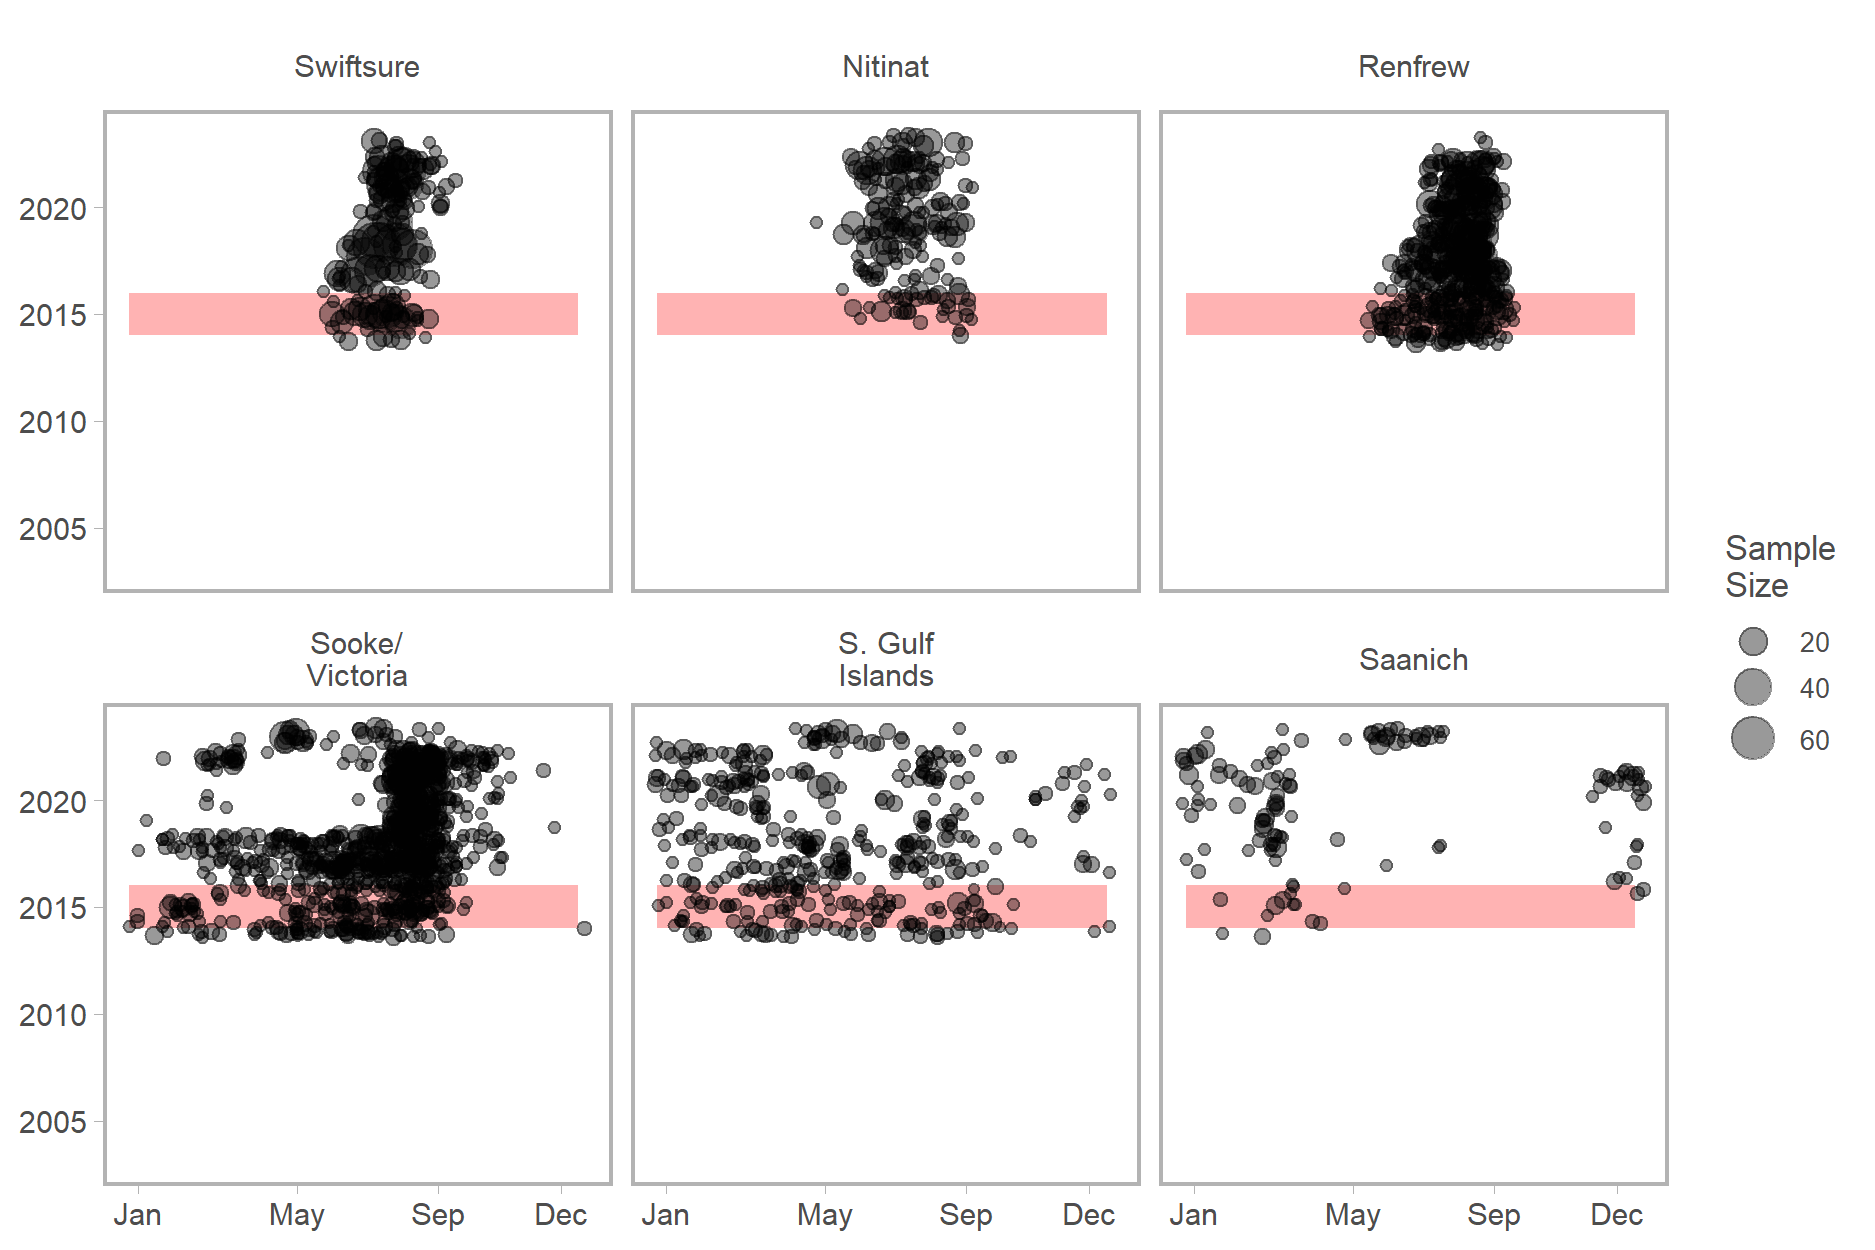 Swiftsure
Nitinat
Renfrew
2020
2015
2010
2005
Sooke/
Victoria
S. Gulf
Islands
Saanich
2020
2015
2010
2005
Jan
May
Sep
Dec
Jan
May
Sep
Dec
Jan
May
Sep
Dec
Sample
Size
20
40
60